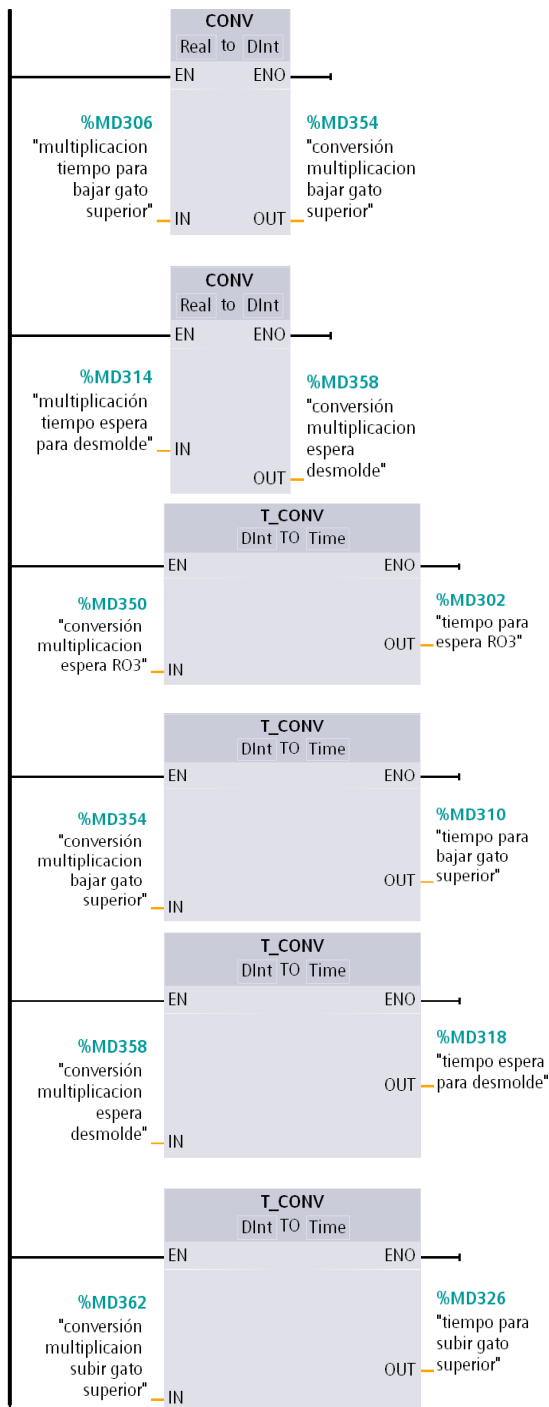 CONV
Real to DInt
EN ENO
%MD306
"multiplicacion
tiempo para
bajar gato
superior"
IN
%MD354
"conversión
multiplicacion
bajar gato
superior"
OUT
CONV
Real to DInt
EN ENO
%MD314
"multiplicación
tiempo espera
para desmolde"
IN
%MD358
"conversión
multiplicacion
espera
desmolde"
OUT
T_CONV
DInt TO Time
EN ENO
%MD350
"conversión
multiplicacion
espera RO3"
IN
%MD302
"tiempo para
espera RO3"
OUT
T_CONV
DInt TO Time
EN ENO
%MD354
"conversión
multiplicacion
bajar gato
superior"
IN
%MD310
"tiempo para
bajar gato
superior"
OUT
T_CONV
DInt TO Time
EN ENO
%MD358
"conversión
multiplicacion
espera
desmolde"
IN
%MD318
"tiempo espera
para desmolde"
OUT
T_CONV
DInt TO Time
EN ENO
%MD362
"conversión
multiplicaion
subir gato
superior"
IN
%MD326
"tiempo para
subir gato
superior"
OUT